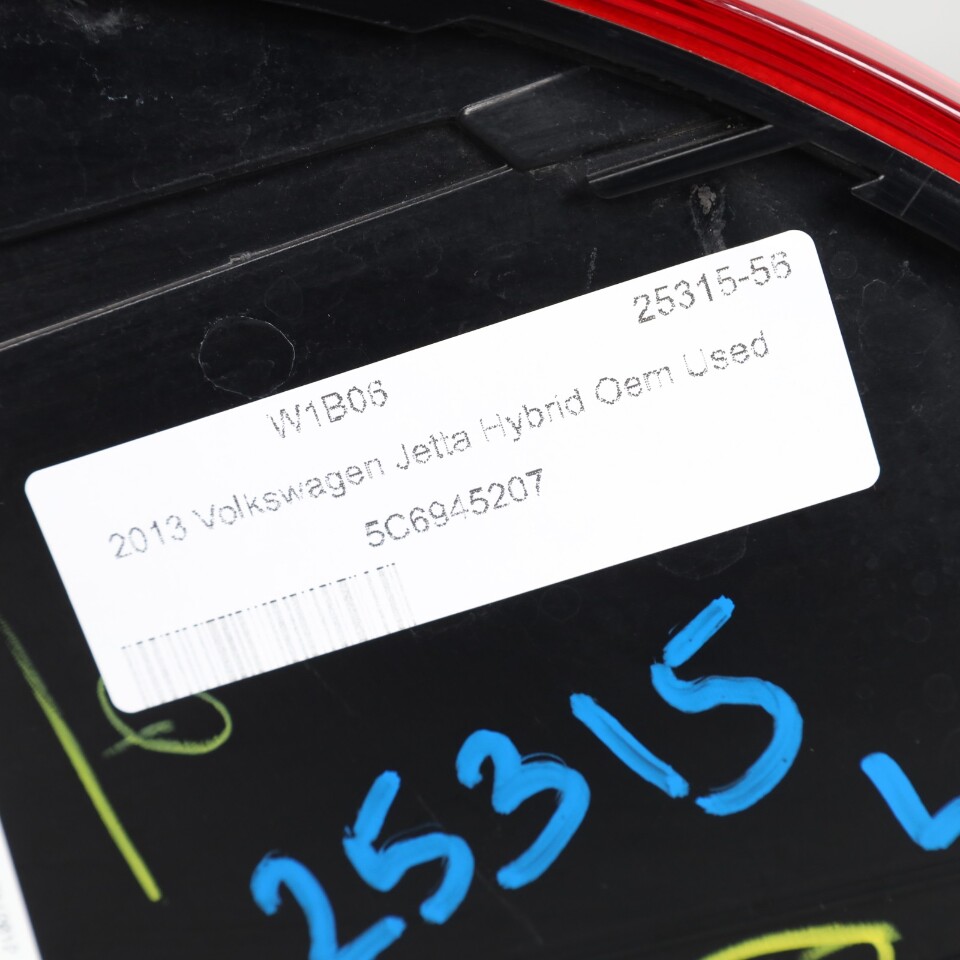 25315-56
W1B06
2013 Volkswagen Jetta Hybrid Oem Used
5C6945207
25315 L